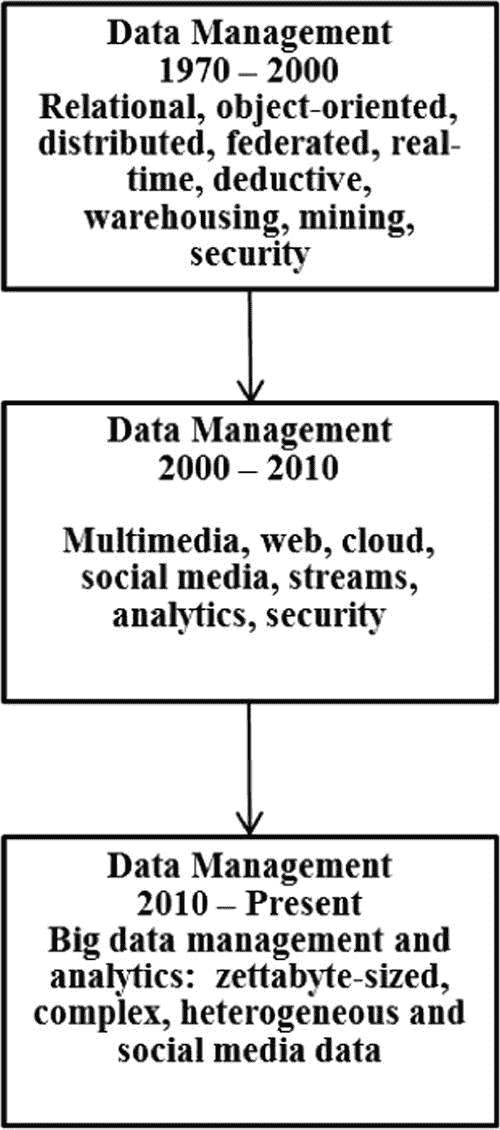 Data Management
1970 – 2000
Relational, object-oriented,
distributed, federated, real-
time, deductive,
warehousing, mining,
security
Data Management
2000 – 2010
Multimedia, web, cloud,
social media, streams,
analytics, security
Data Management
2010 – Present
Big data management and
analytics: zettabyte-sized,
complex, heterogeneous and
social media data